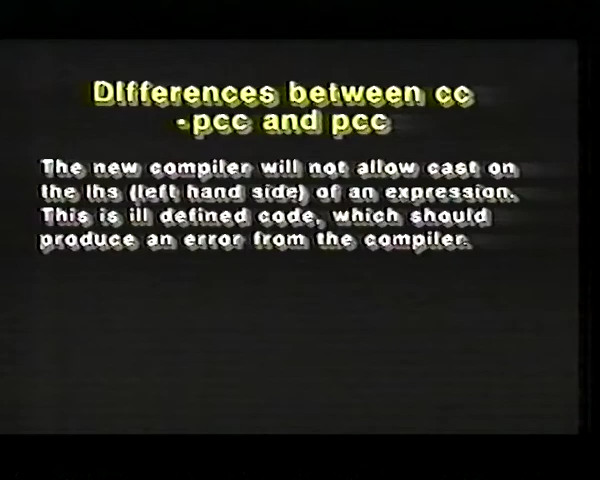 Differences between cc
-pcc and pcc
The new compiler will not allow cast on
the lhs (left hand side) of an expression.
This is ill defined code, which should
produce an error from the compiler.